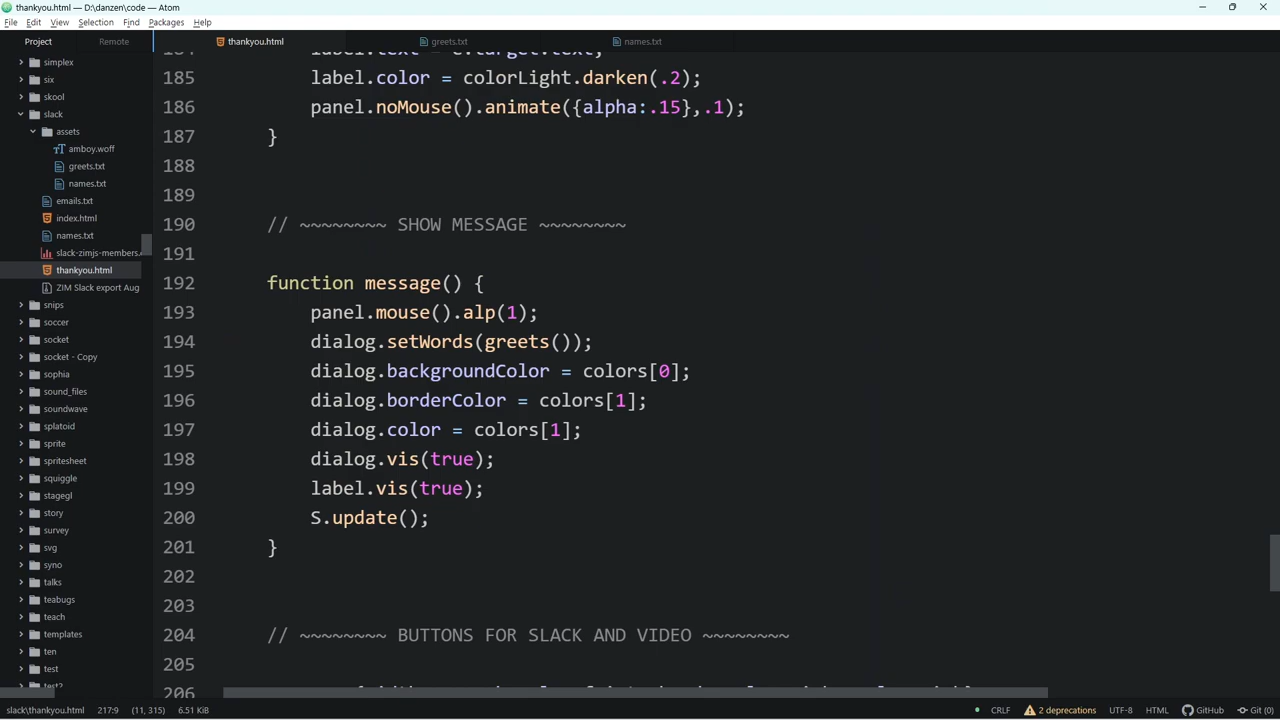 thankyou.html — D:\danzen\code — Atom
File Edit View Selection Find Packages Help
Project Remote
thankyou.html greets.txt names.txt
simplex
six
skool
slack
assets
amboy.woff
greets.txt
names.txt
emails.txt
index.html
names.txt
slack-zimjs-members.
thankyou.html
ZIM Slack export Aug
snips
soccer
socket
socket - Copy
sophia
sound_files
soundwave
splatoid
sprite
spritesheet
squiggle
stagegl
story
survey
svg
syno
talks
teabugs
teach
templates
ten
test
test2
185 label.color = colorLight.darken(.2);
186 panel.noMouse().animate({alpha:.15},.1);
187 }
188
189
190 // ~~~~~~~~ SHOW MESSAGE ~~~~~~~~
191
192 function message() {
193 panel.mouse().alp(1);
194 dialog.setWords(greets());
195 dialog.backgroundColor = colors[0];
196 dialog.borderColor = colors[1];
197 dialog.color = colors[1];
198 dialog.vis(true);
199 label.vis(true);
200 S.update();
201 }
202
203
204 // ~~~~~~~~ BUTTONS FOR SLACK AND VIDEO ~~~~~~~~
205
206
slack\thankyou.html 217:9 (11, 315) 6.51 KiB CRLF 2 deprecations UTF-8 HTML GitHub Git (0)